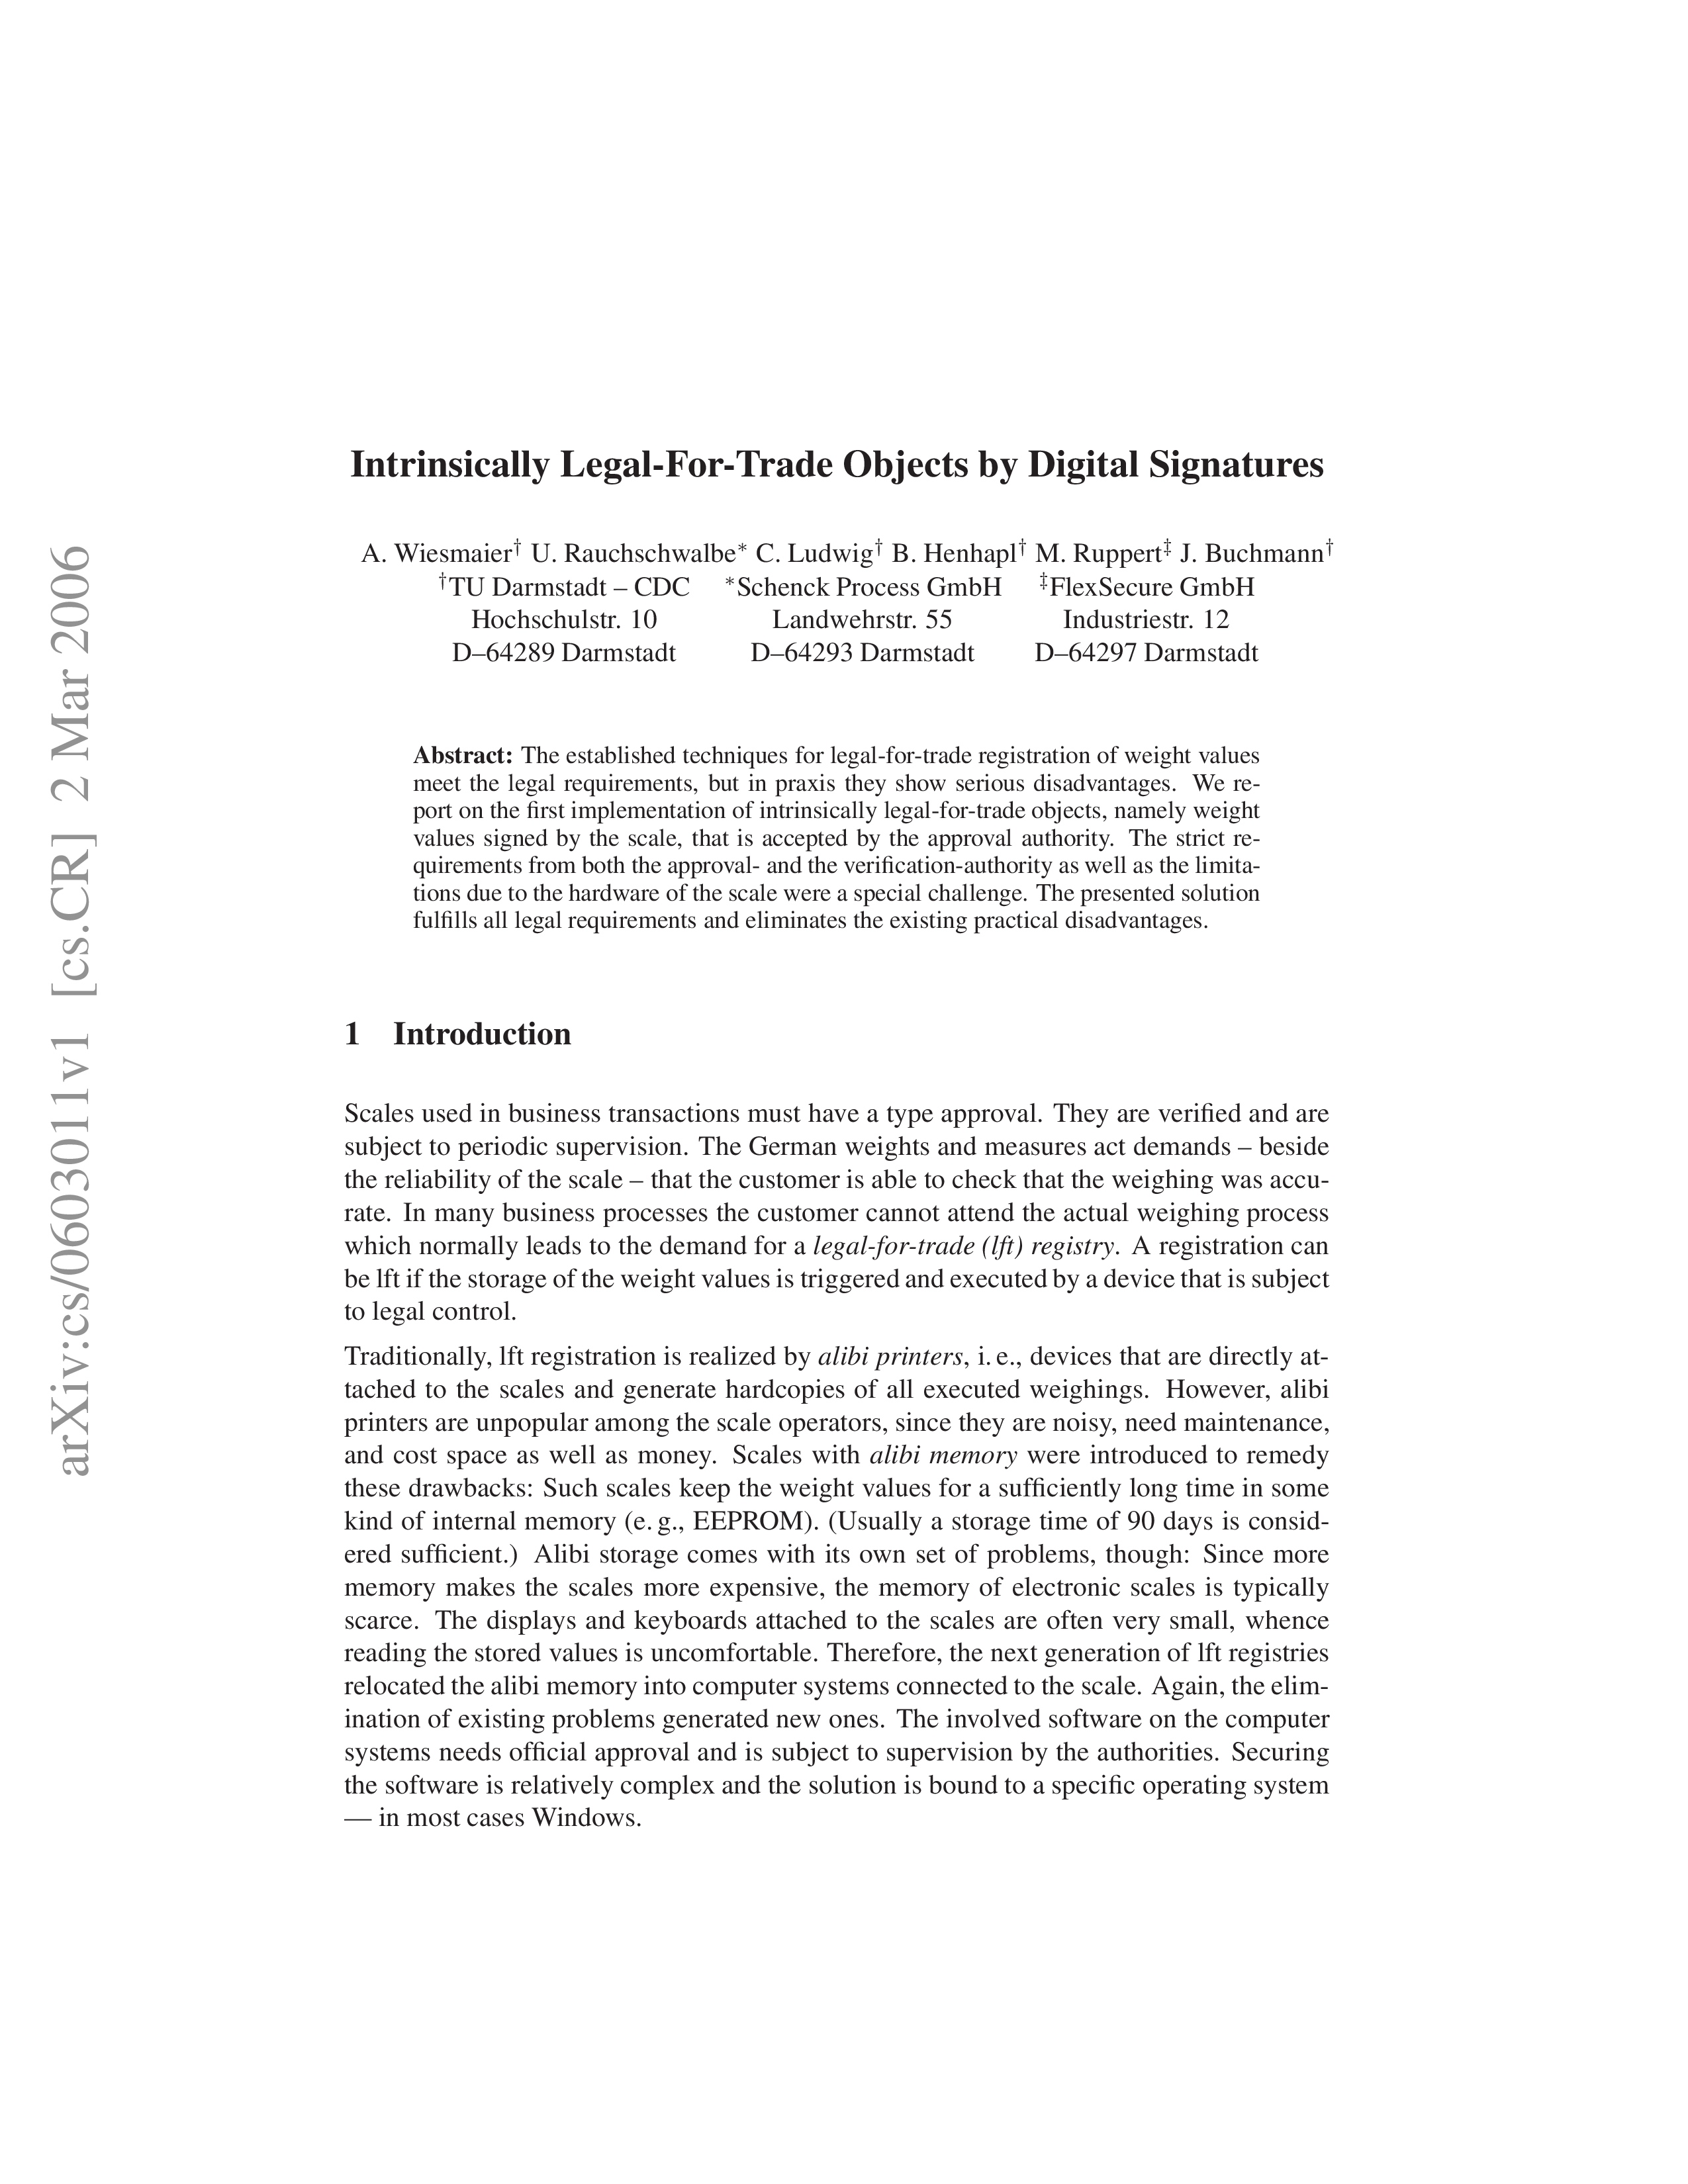 Intrinsically Legal-For-Trade Objects by Digital Signatures
A. Wiesmaier† U. Rauchschwalbe* C. Ludwig† B. Henhapl† M. Ruppert‡ J. Buchmann†
†TU Darmstadt – CDC *Schenck Process GmbH ‡FlexSecure GmbH
Hochschulstr. 10 Landwehrstr. 55 Industriestr. 12
D–64289 Darmstadt D–64293 Darmstadt D–64297 Darmstadt
Abstract: The established techniques for legal-for-trade registration of weight values
meet the legal requirements, but in praxis they show serious disadvantages. We re-
port on the first implementation of intrinsically legal-for-trade objects, namely weight
values signed by the scale, that is accepted by the approval authority. The strict re-
quirements from both the approval- and the verification-authority as well as the limita-
tions due to the hardware of the scale were a special challenge. The presented solution
fulfills all legal requirements and eliminates the existing practical disadvantages.
1 Introduction
Scales used in business transactions must have a type approval. They are verified and are
subject to periodic supervision. The German weights and measures act demands – beside
the reliability of the scale – that the customer is able to check that the weighing was accu-
rate. In many business processes the customer cannot attend the actual weighing process
which normally leads to the demand for a legal-for-trade (lft) registry. A registration can
be lft if the storage of the weight values is triggered and executed by a device that is subject
to legal control.
Traditionally, lft registration is realized by alibi printers, i. e., devices that are directly at-
tached to the scales and generate hardcopies of all executed weighings. However, alibi
printers are unpopular among the scale operators, since they are noisy, need maintenance,
and cost space as well as money. Scales with alibi memory were introduced to remedy
these drawbacks: Such scales keep the weight values for a sufficiently long time in some
kind of internal memory (e. g., EEPROM). (Usually a storage time of 90 days is consid-
ered sufficient.) Alibi storage comes with its own set of problems, though: Since more
memory makes the scales more expensive, the memory of electronic scales is typically
scarce. The displays and keyboards attached to the scales are often very small, whence
reading the stored values is uncomfortable. Therefore, the next generation of lft registries
relocated the alibi memory into computer systems connected to the scale. Again, the elim-
ination of existing problems generated new ones. The involved software on the computer
systems needs official approval and is subject to supervision by the authorities. Securing
the software is relatively complex and the solution is bound to a specific operating system
— in most cases Windows.
arXiv:cs/0603011v1 [cs.CR] 2 Mar 2006